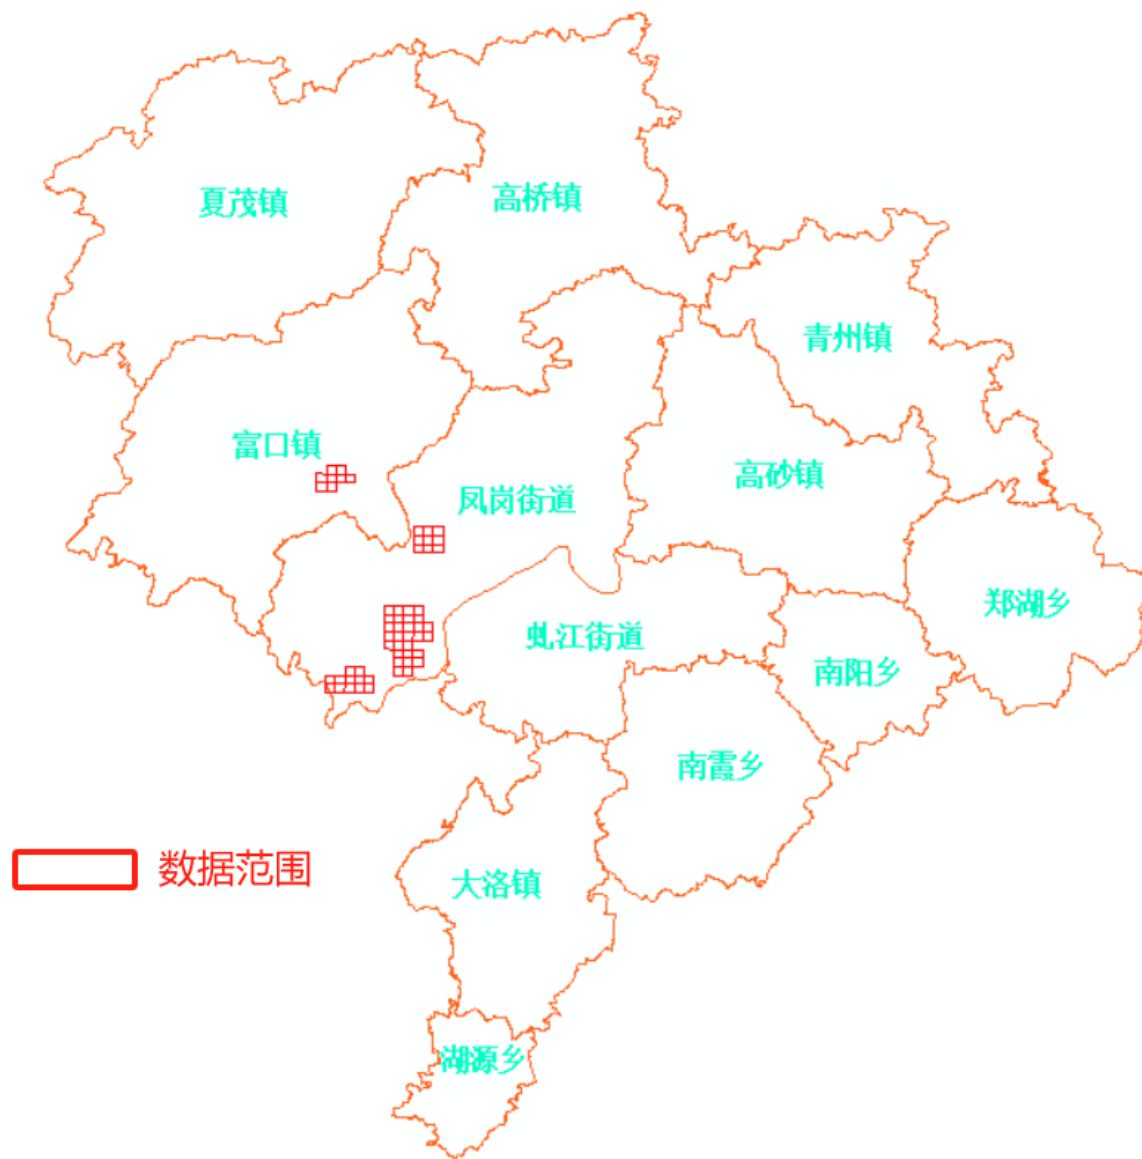 夏茂镇
高桥镇
青州镇
富口镇
高砂镇
凤岗街道
郑湖乡
虬江街道
南阳乡
南霞乡
数据范围
大洛镇
湖源乡